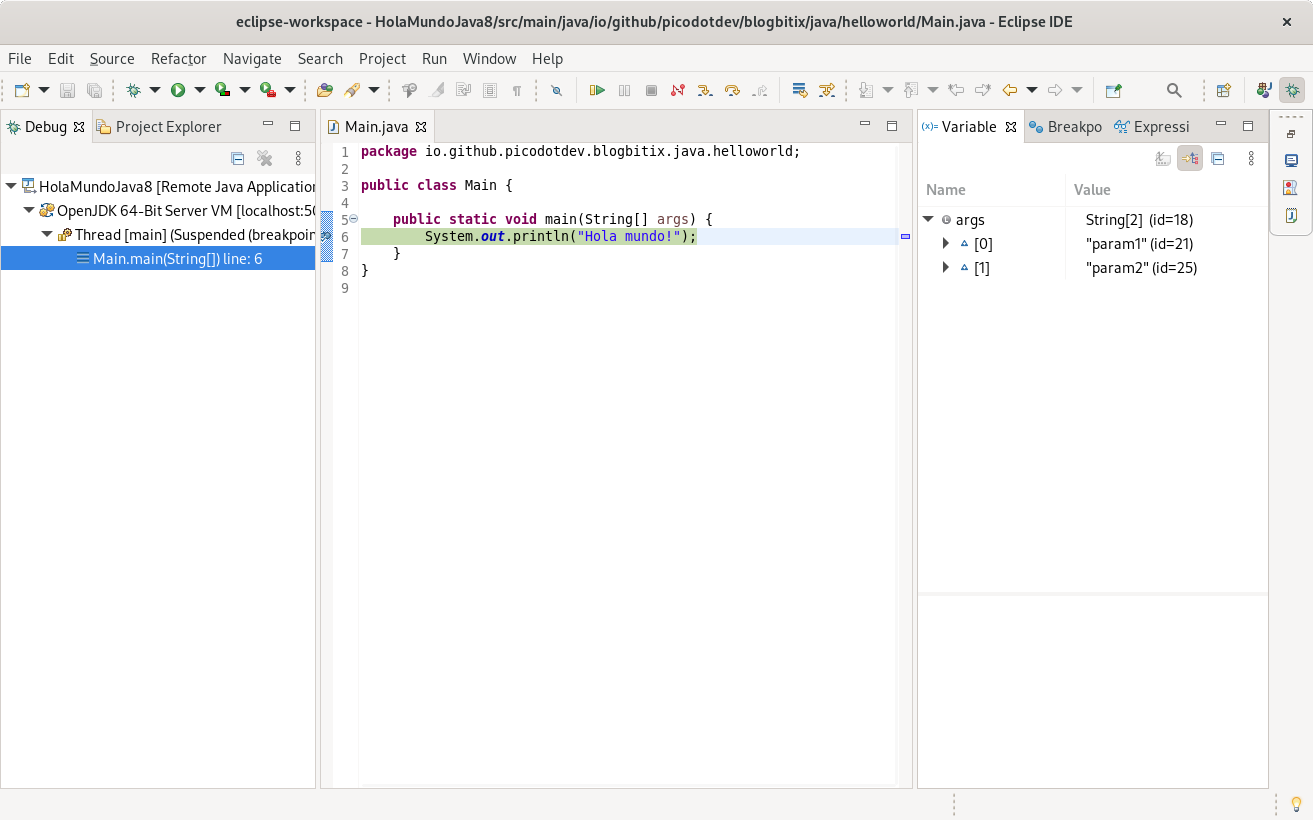 eclipse-workspace - HolaMundoJava8/src/main/java/io/github/picodotdev/blogbitix/java/helloworld/Main.java - Eclipse IDE
File Edit Source Refactor Navigate Search Project Run Window Help
Debug Project Explorer
HolaMundoJava8 [Remote Java Application
OpenJDK 64-Bit Server VM [localhost:50
Thread [main] (Suspended (breakpoin
Main.main(String[]) line: 6
Main.java
1 package io.github.picodotdev.blogbitix.java.helloworld;
2
3 public class Main {
4
5 public static void main(String[] args) {
6 System.out.println("Hola mundo!");
7 }
8 }
9
(x)= Variable Breakpo Expressi
Name Value
args String[2] (id=18)
[0] "param1" (id=21)
[1] "param2" (id=25)